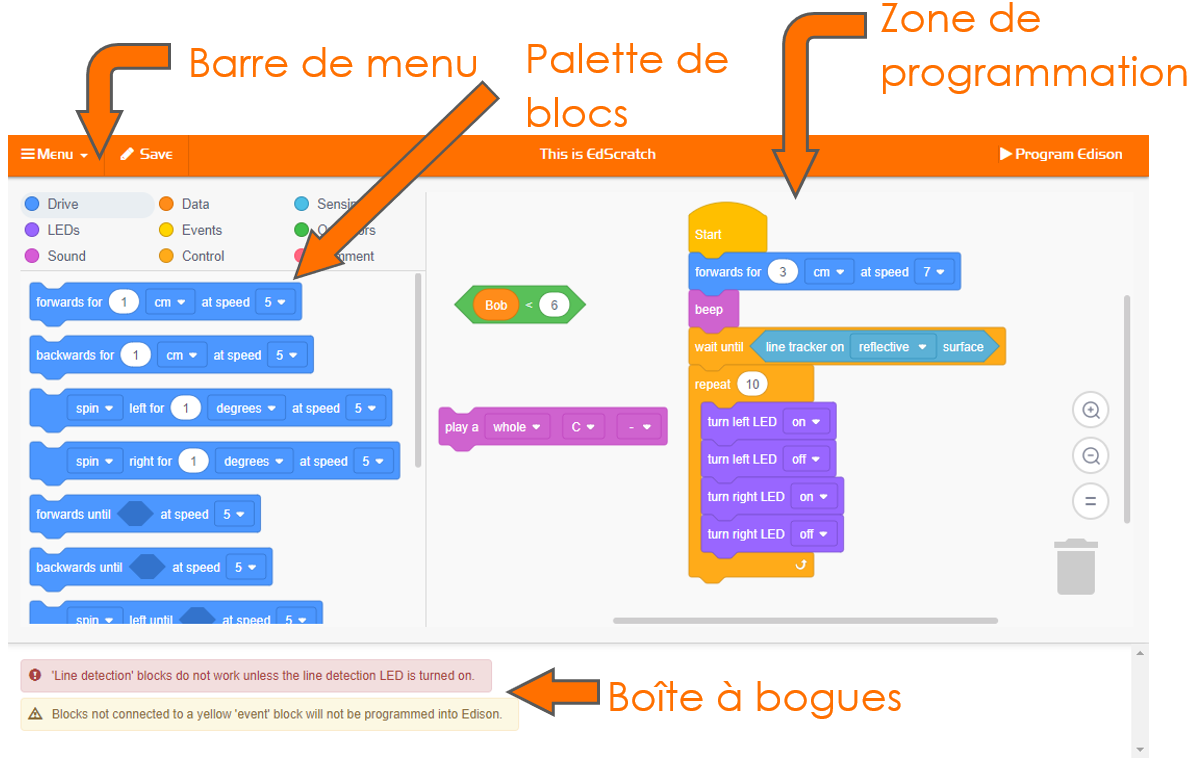 Barre de menu
Palette de
blocs
Zone de
programmation
Menu
Save
This is EdScratch
Program Edison
Drive
Data
LEDs
Events
Sound
Control
forwards for 1 cm at speed 5
backwards for 1 cm at speed 5
spin left for 1 degrees at speed 5
spin right for 1 degrees at speed 5
forwards until at speed 5
backwards until at speed 5
spin left until at speed 5
Bob < 6
play a whole C -
Start
forwards for 3 cm at speed 7
beep
wait until line tracker on reflective surface
repeat 10
turn left LED on
turn left LED off
turn right LED on
turn right LED off
=
'Line detection' blocks do not work unless the line detection LED is turned on.
Blocks not connected to a yellow 'event' block will not be programmed into Edison.
Boîte à bogues